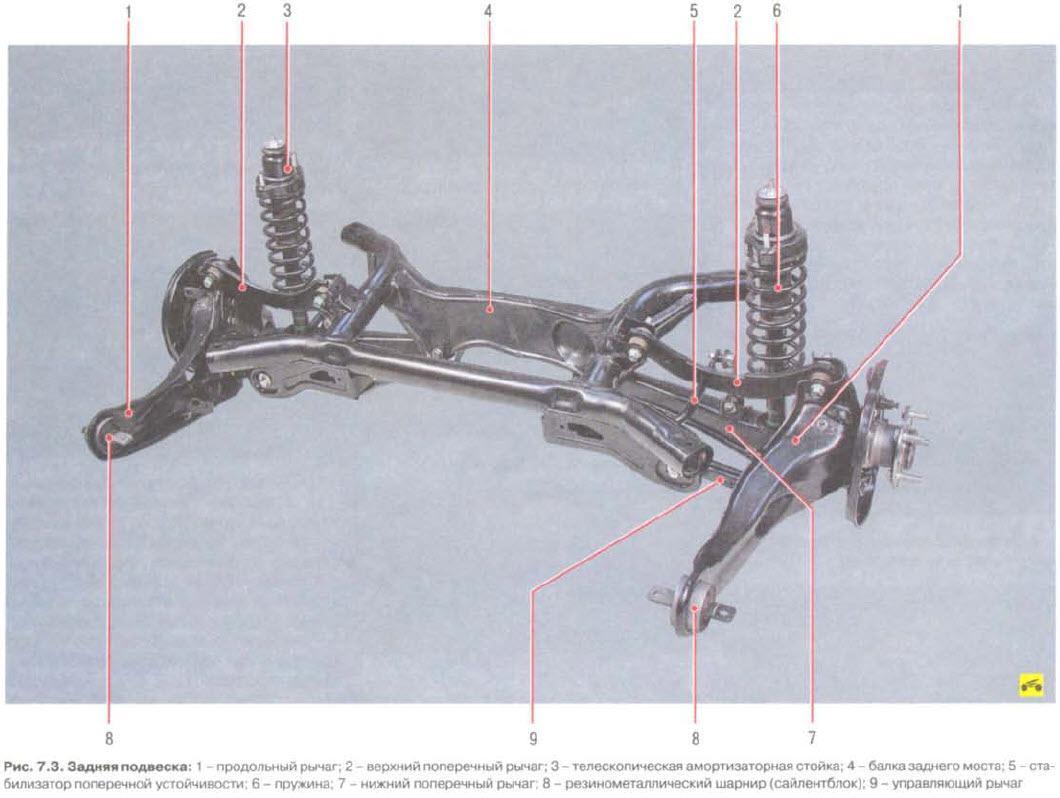 1 2 3 4 5 2 6 1
8 9 8 7
Рис. 7.3. Задняя подвеска: 1 – продольный рычаг; 2 – верхний поперечный рычаг; 3 – телескопическая амортизаторная стойка; 4 – балка заднего моста; 5 – ста-
билизатор поперечной устойчивости; 6 – пружина; 7 – нижний поперечный рычаг; 8 – резинометаллический шарнир (сайлентблок); 9 – управляющий рычаг